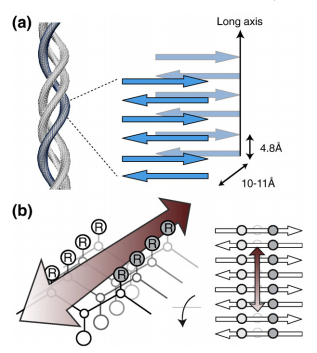 (a)
Long axis
4.8Å
10-11Å
(b)
R R R R
R R R R